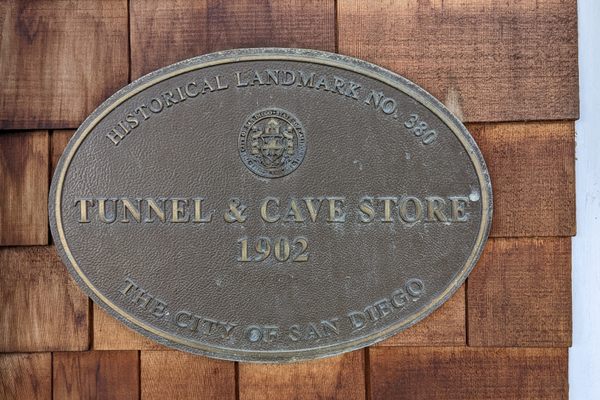 HISTORICAL LANDMARK NO. 380
TUNNEL & CAVE STORE
1902
THE CITY OF SAN DIEGO